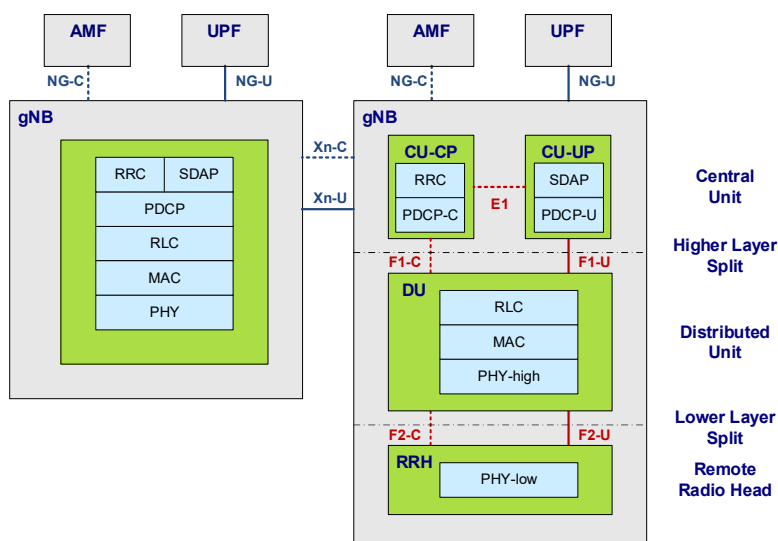 AMF
UPF
AMF
UPF
NG-C
NG-U
NG-C
NG-U
gNB
gNB
Xn-C
Xn-U
RRC
SDAP
PDCP
RLC
MAC
PHY
CU-CP
CU-UP
RRC
SDAP
E1
PDCP-C
PDCP-U
Central
Unit
F1-C
F1-U
Higher Layer
Split
DU
RLC
MAC
PHY-high
Distributed
Unit
F2-C
F2-U
Lower Layer
Split
RRH
PHY-low
Remote
Radio Head